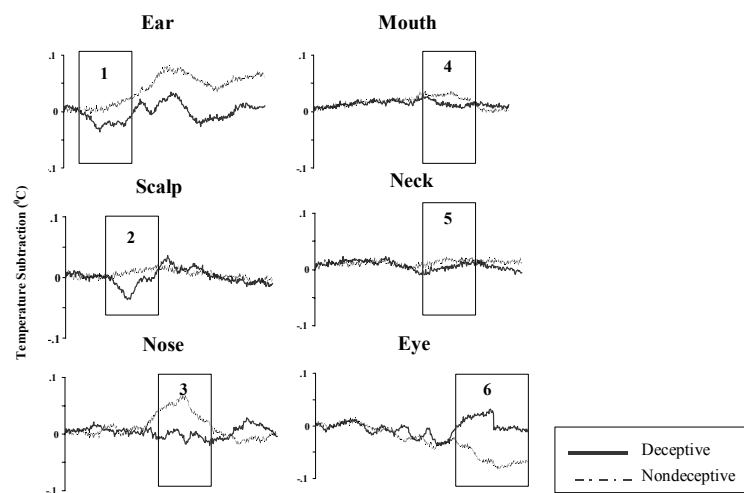 Ear
.1
1
0
.1
Mouth
.1
4
0
-.1
Temperature Subtraction (⁰C)
Scalp
.1
2
0
-.1
Neck
.1
5
0
-.1
Nose
.1
3
0
-.1
Eye
.1
6
0
-.1
Deceptive
Nondeceptive